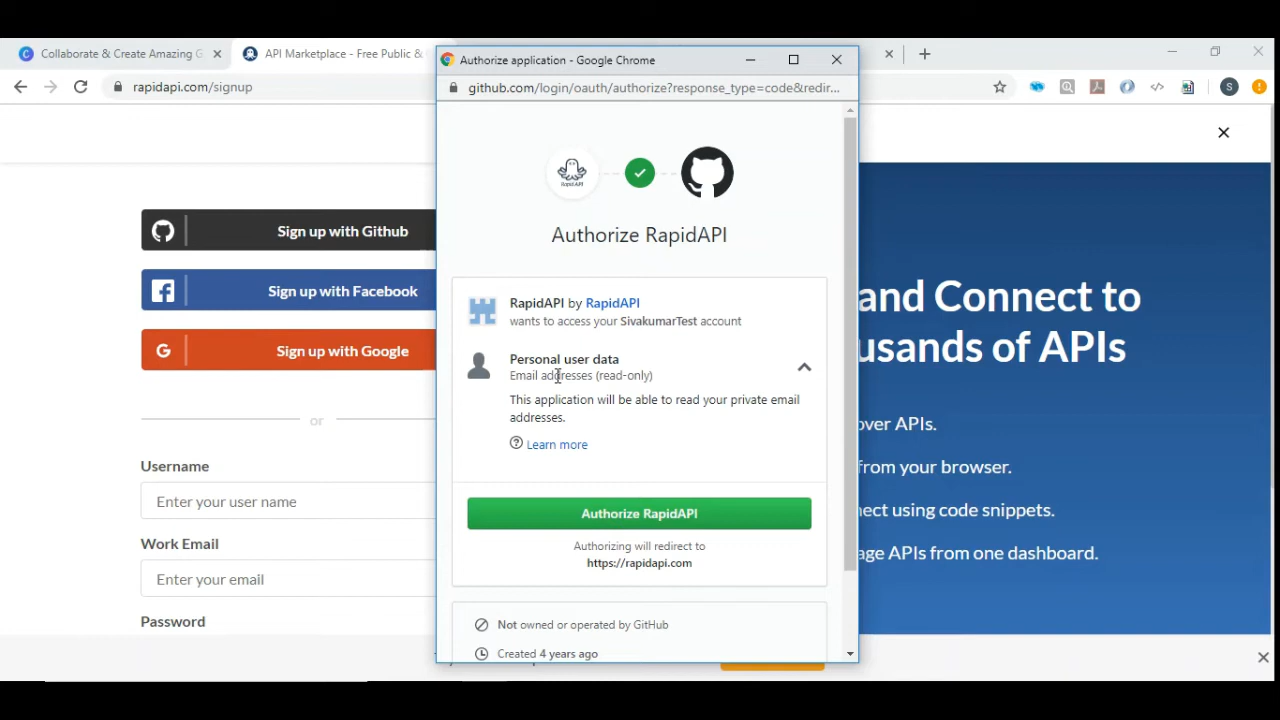 Collaborate & Create Amazing G
API Marketplace - Free Public &
rapidapi.com/signup
S
Authorize application - Google Chrome
github.com/login/oauth/authorize?response_type=code&redir...
RapidAPI
Authorize RapidAPI
RapidAPI by RapidAPI
wants to access your SivakumarTest account
Personal user data
Email addresses (read-only)
This application will be able to read your private email
addresses.
Learn more
Authorize RapidAPI
Authorizing will redirect to
https://rapidapi.com
Not owned or operated by GitHub
Created 4 years ago
Sign up with Github
Sign up with Facebook
G
Sign up with Google
or
Username
Enter your user name
Work Email
Enter your email
Password
and Connect to
usands of APIs
over APIs.
from your browser.
nect using code snippets.
age APIs from one dashboard.